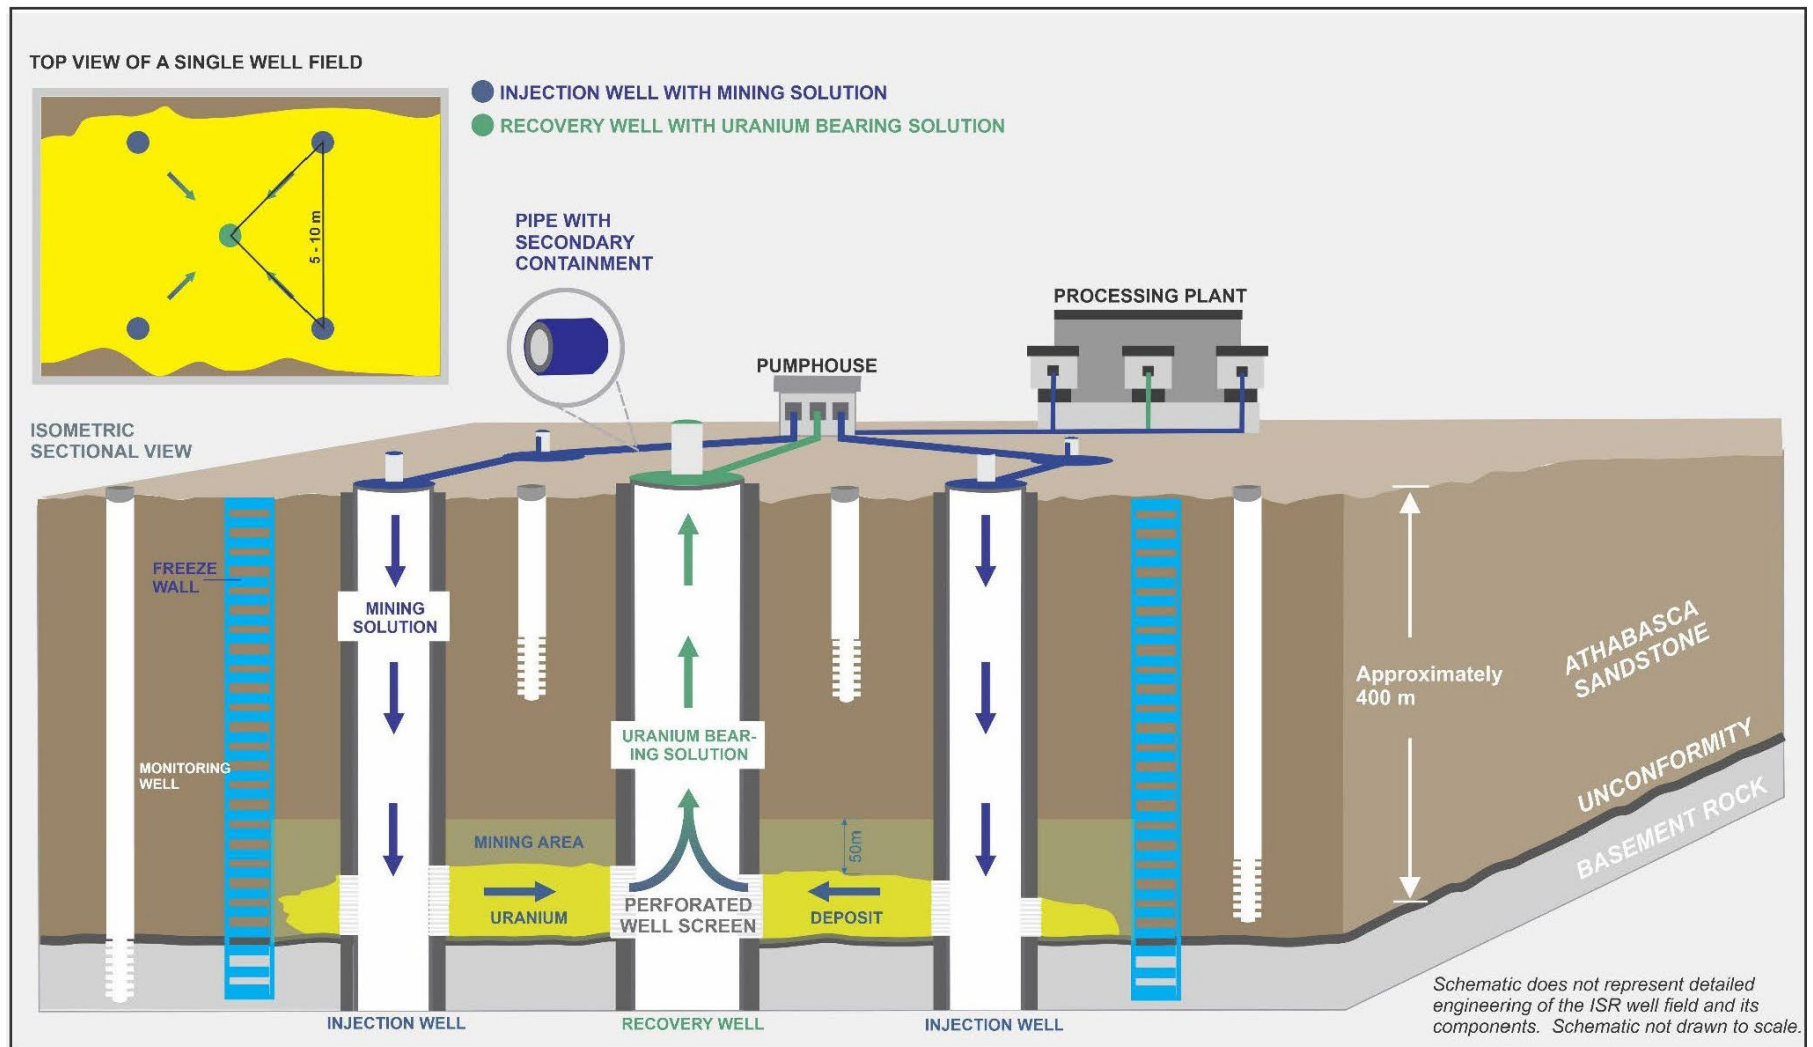 TOP VIEW OF A SINGLE WELL FIELD
INJECTION WELL WITH MINING SOLUTION
RECOVERY WELL WITH URANIUM BEARING SOLUTION
5 - 10 m
PIPE WITH
SECONDARY
CONTAINMENT
PROCESSING PLANT
PUMPHOUSE
ISOMETRIC
SECTIONAL VIEW
FREEZE
WALL
MINING
SOLUTION
ATHABASCA
SANDSTONE
Approximately
400 m
URANIUM BEAR-
ING SOLUTION
MONITORING
WELL
UNCONFORMITY
BASEMENT ROCK
MINING AREA
50m
URANIUM
PERFORATED
WELL SCREEN
DEPOSIT
INJECTION WELL
RECOVERY WELL
INJECTION WELL
Schematic does not represent detailed
engineering of the ISR well field and its
components. Schematic not drawn to scale.